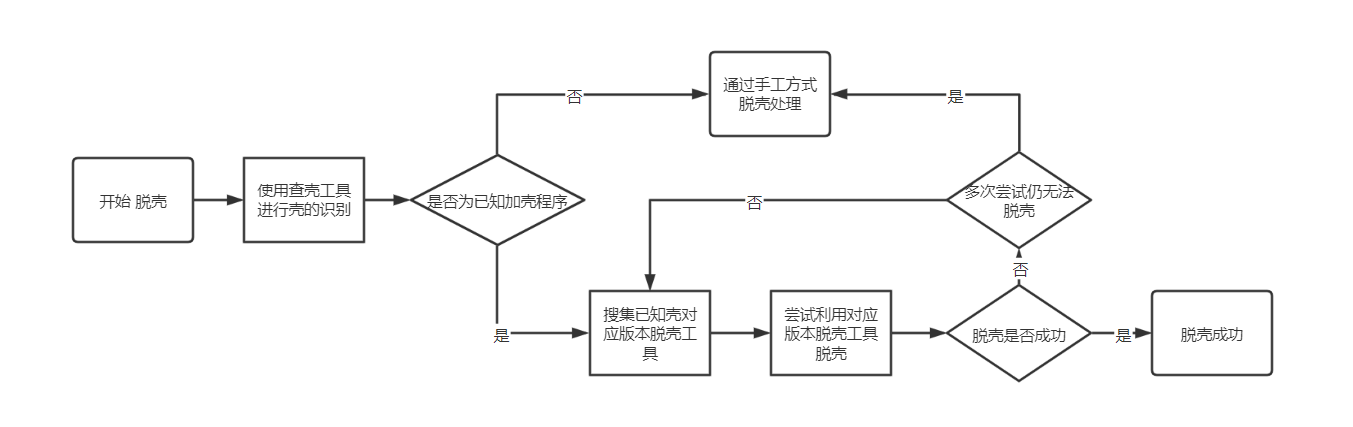 通过手工方式
脱壳处理
否
是
开始 脱壳
使用查壳工具
进行壳的识别
是否为已知加壳程序
多次尝试仍无法
脱壳
否
否
搜集已知壳对
应版本脱壳工
具
尝试利用对应
版本脱壳工具
脱壳
脱壳是否成功
脱壳成功
是
是